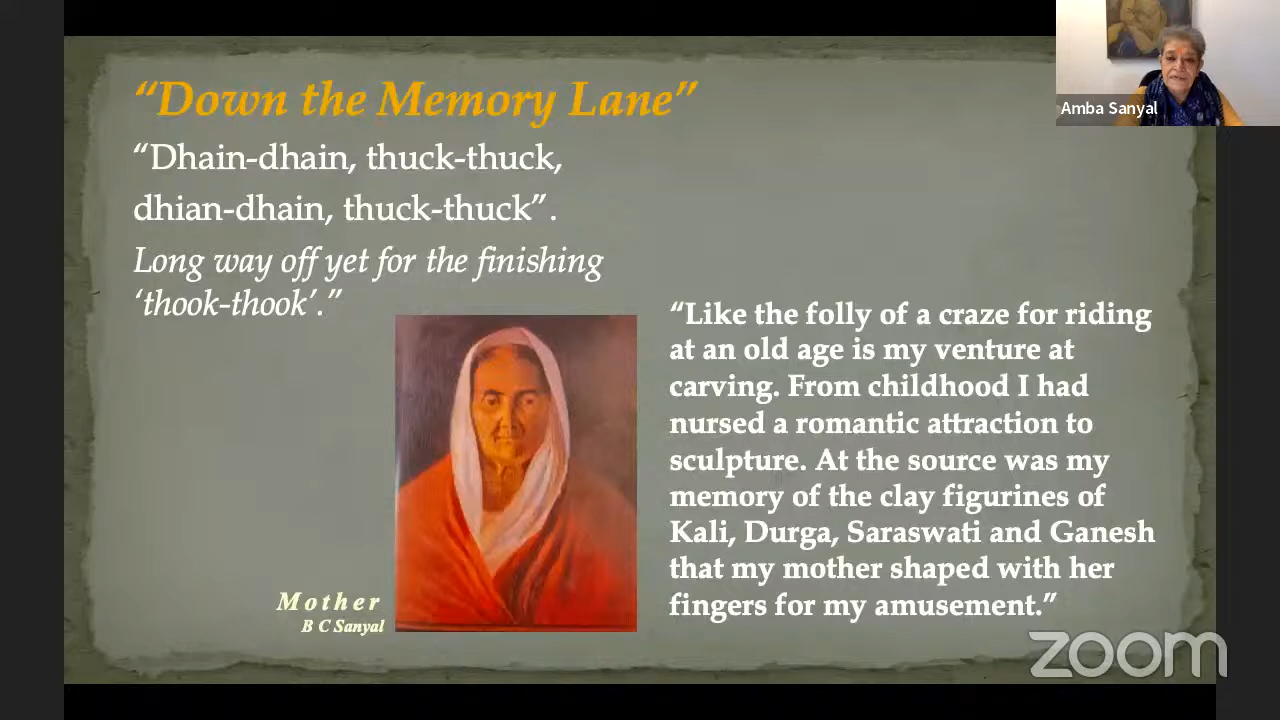 “Down the Memory Lane”
“Dhain-dhain, thuck-thuck,
dhian-dhain, thuck-thuck”.
Long way off yet for the finishing
‘thook-thook’.”
“Like the folly of a craze for riding
at an old age is my venture at
carving. From childhood I had
nursed a romantic attraction to
sculpture. At the source was my
memory of the clay figurines of
Kali, Durga, Saraswati and Ganesh
that my mother shaped with her
fingers for my amusement.”
Mother
B C Sanyal
Amba Sanyal
zoom